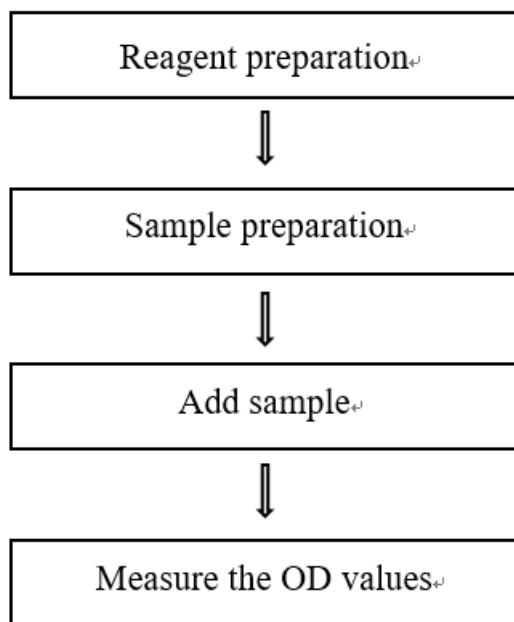 Reagent preparation
Sample preparation
Add sample
Measure the OD values